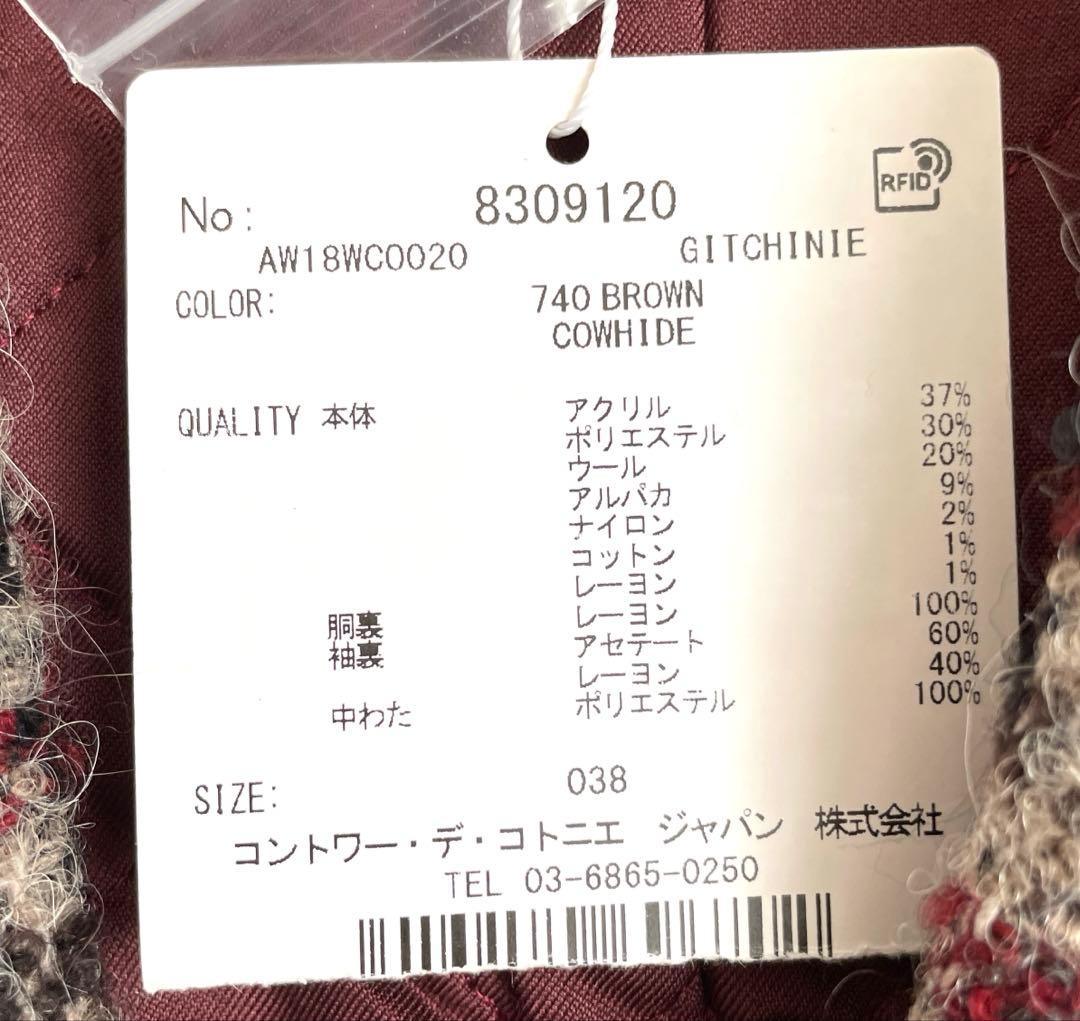 RFID
No: 8309120
AW18WC0020 GITCHINIE
COLOR: 740 BROWN
COWHIDE
QUALITY 本体 アクリル 37%
ポリエステル 30%
ウール 20%
アルパカ 9%
ナイロン 2%
コットン 1%
レーヨン 1%
胴裏 レーヨン 100%
袖裏 アセテート 60%
レーヨン 40%
中わた ポリエステル 100%
SIZE: 038
コントワー・デ・コトニエ ジャパン 株式会社
TEL 03-6865-0250